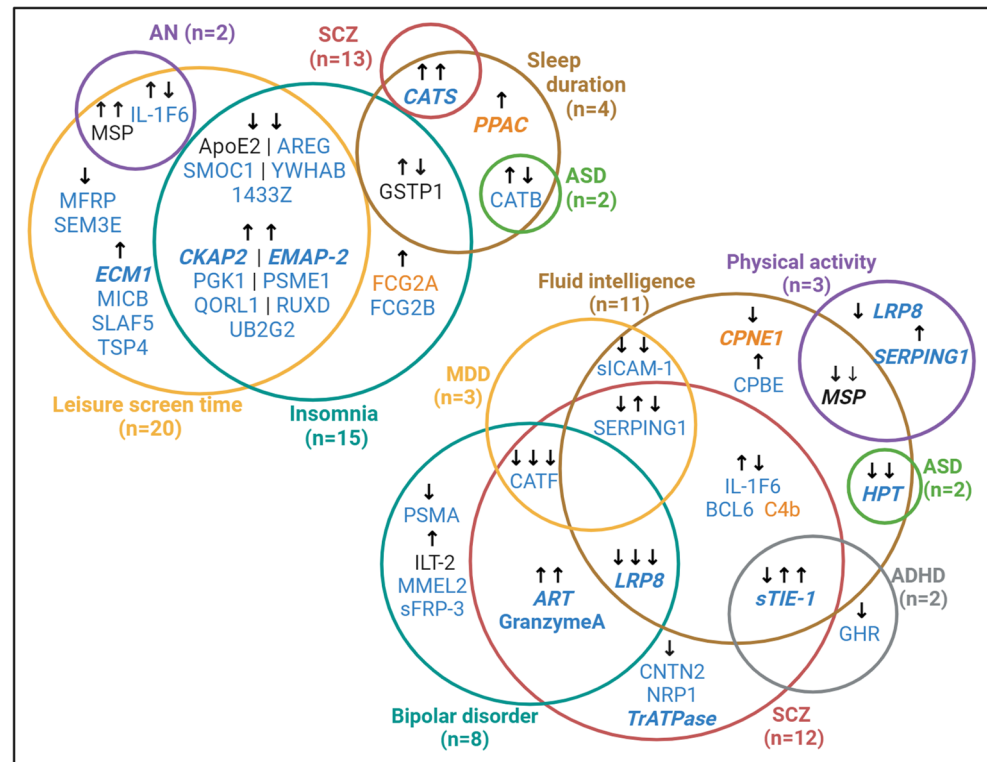 AN (n=2)
SCZ
(n=13)
Sleep
duration
(n=4)
↑↑
MSP
↑↓
IL-1F6
↑↑
CATS
↑
PPAC
↓↓
ApoE2 | AREG
SMOC1 | YWHAB
1433Z
↑↓
GSTP1
↑↓
CATB
ASD
(n=2)
↓
MFRP
SEM3E
↑
ECM1
MICB
SLAF5
TSP4
↑↑
CKAP2 | EMAP-2
PGK1 | PSME1
QORL1 | RUXD
UB2G2
↑
FCG2A
FCG2B
Leisure screen time
(n=20)
Insomnia
(n=15)
Fluid intelligence
(n=11)
Physical activity
(n=3)
MDD
(n=3)
↓↓
sICAM-1
↓
CPNE1
↑
CPBE
↓ LRP8
↑
SERPING1
↓↓
MSP
↓↑↓
SERPING1
↓↓↓
CATF
↑↓
IL-1F6
BCL6 C4b
↓↓
HPT
ASD
(n=2)
↓
PSMA
↑
ILT-2
MMEL2
sFRP-3
↑↑
ART
GranzymeA
↓↓↓
LRP8
↓↑↑
sTIE-1
ADHD
(n=2)
↓
GHR
↓
CNTN2
NRP1
TrATPase
Bipolar disorder
(n=8)
SCZ
(n=12)